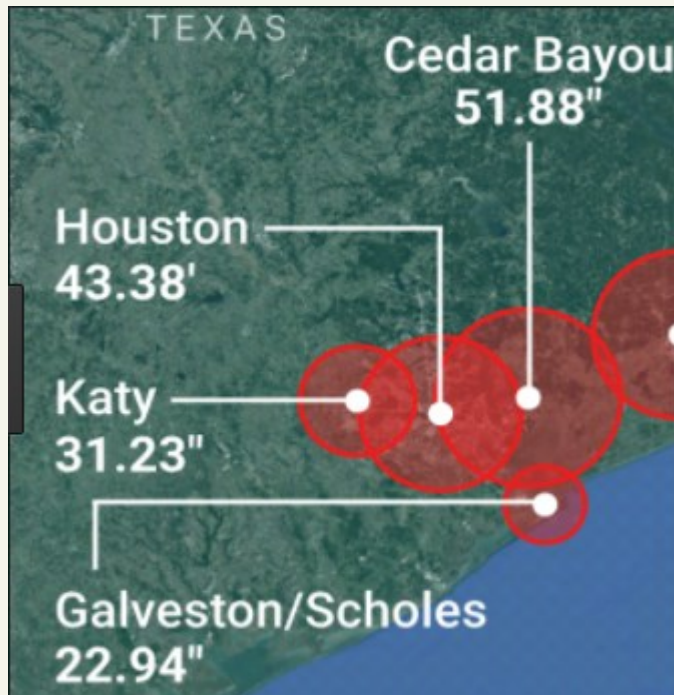 TEXAS
Cedar Bayou
51.88"
Houston
43.38'
Katy
31.23"
Galveston/Scholes
22.94"